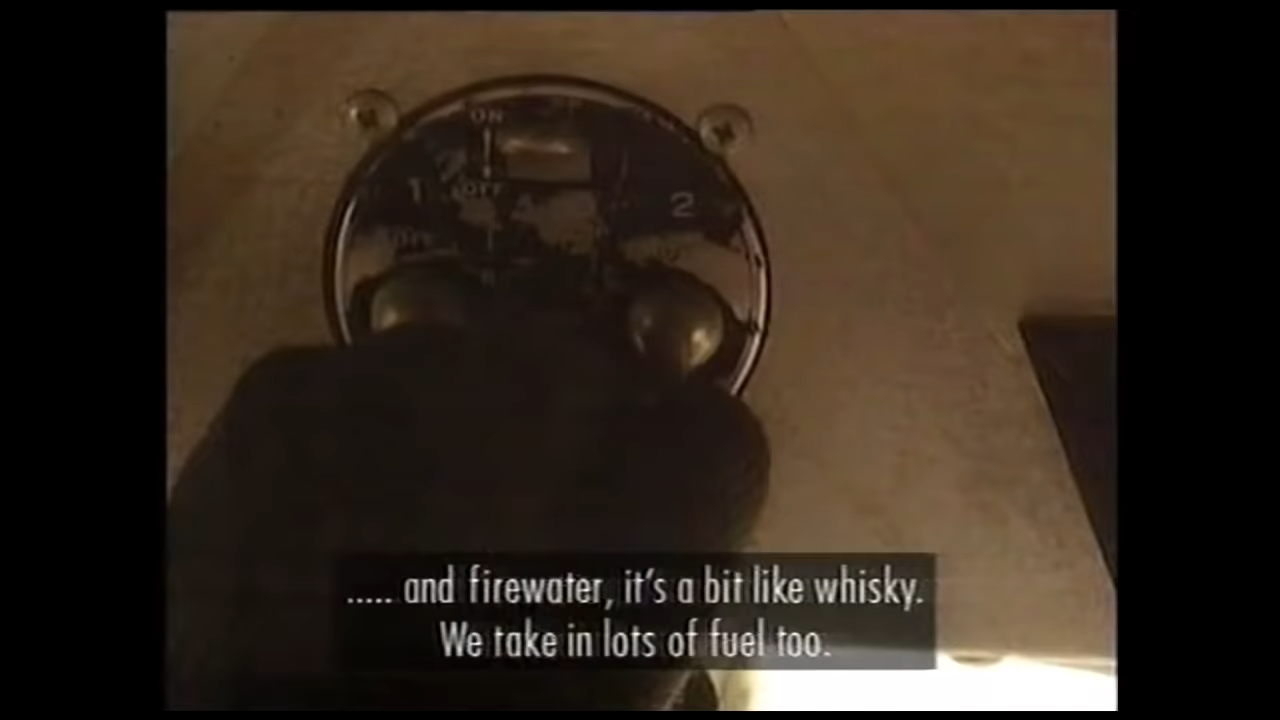 ON
1
OFF
2
..... and firewater, it's a bit like whisky.
We take in lots of fuel too.